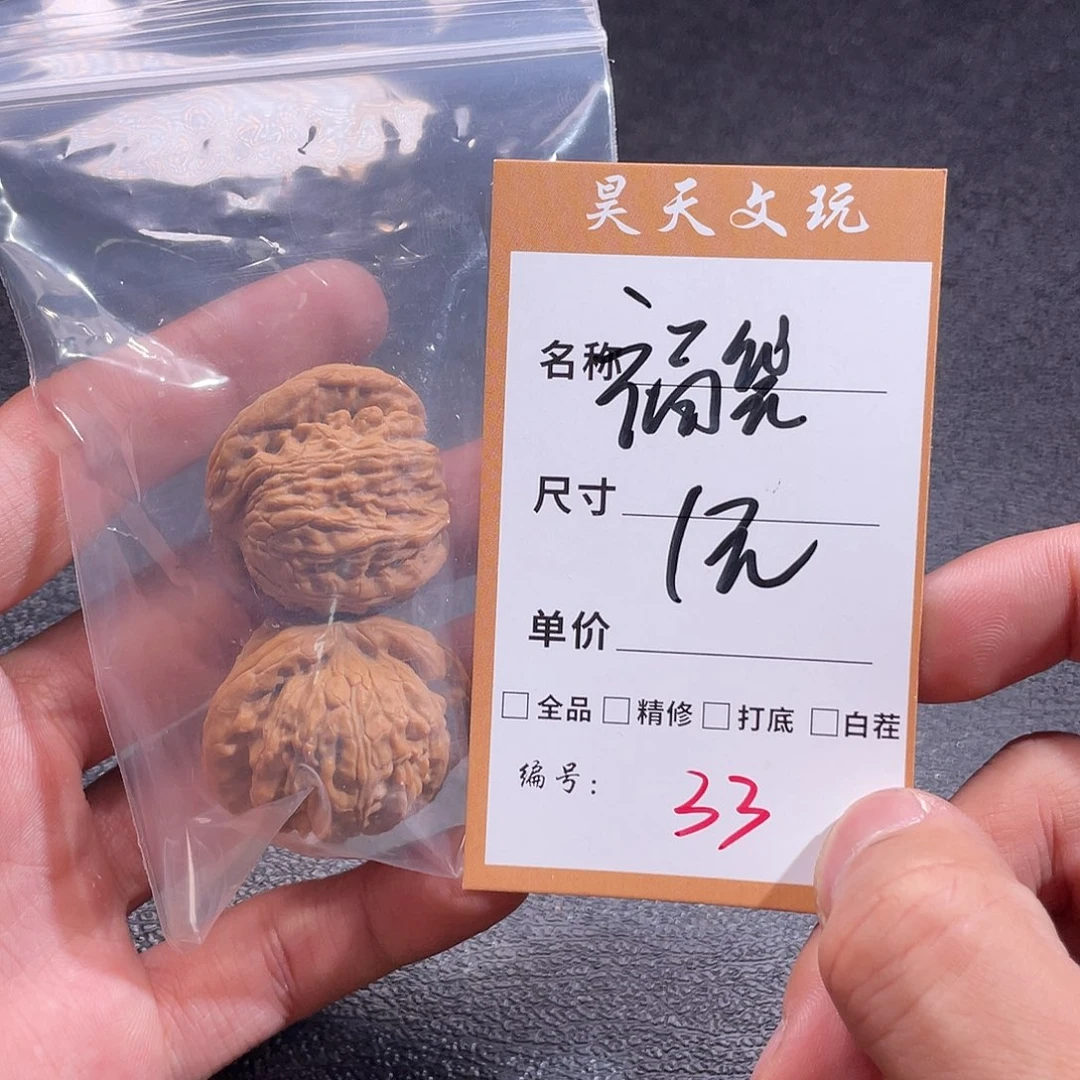 昊天文玩
名称 福袋
尺寸
1元
单价
□ 全品 □ 精修 □ 打底 □ 白茬
编号: 33